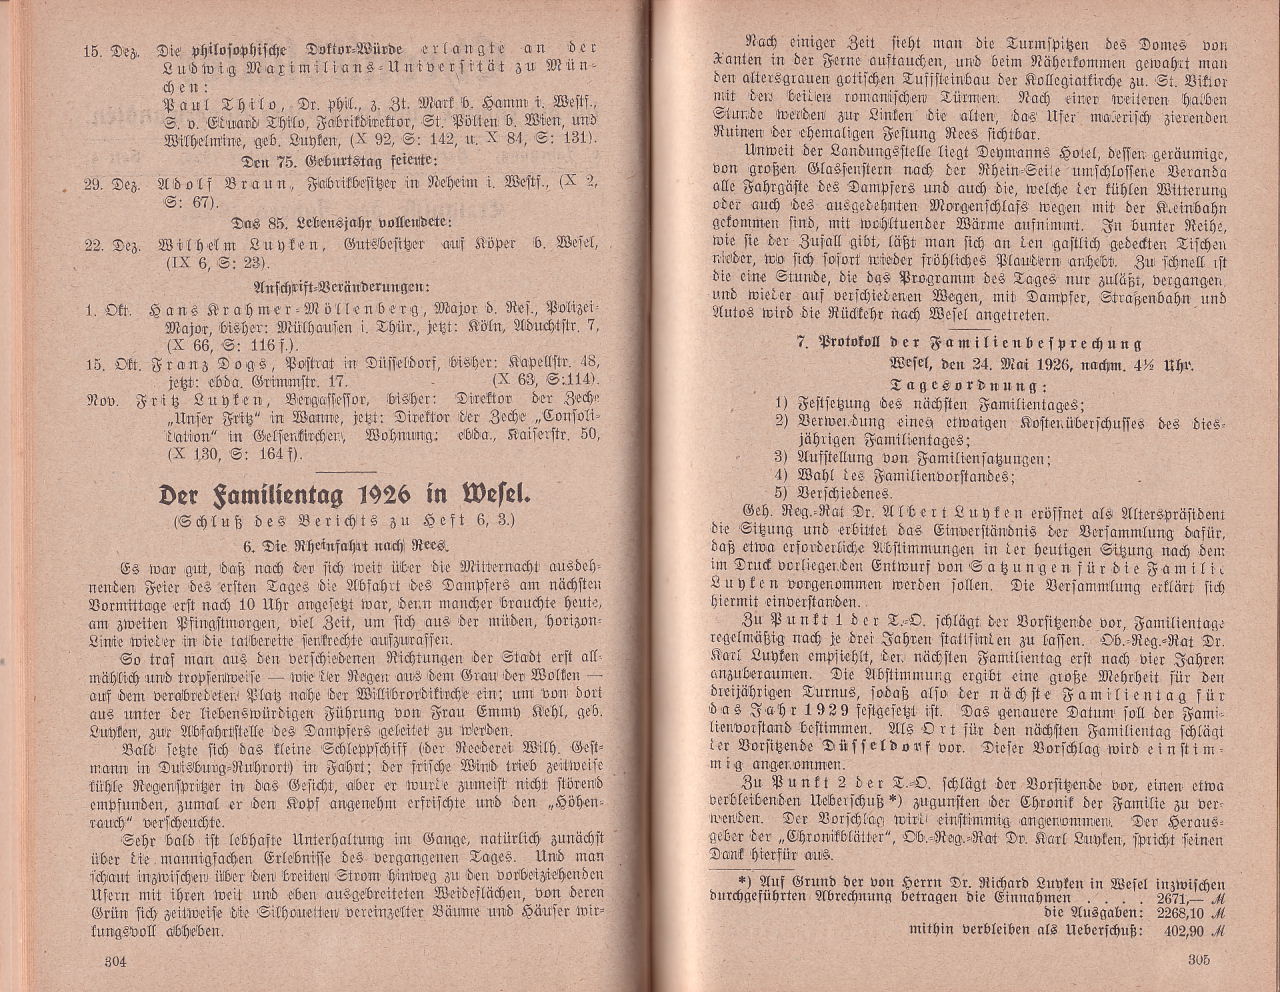 15. Dez. Die philosophische Doktor-Würde erlangte an der
Ludwig Maximilians-Universität zu Mün-
chen:
Paul Thilo, Dr. phil., z. Zt. Mark b. Hamm i. Westf.,
S. v. Eduard Thilo, Fabrikdirektor, St. Pölten b. Wien, und
Wilhelmine, geb. Luyken, (X 92, S: 142, u. X 84, S: 131).
Den 75. Geburtstag feierte:
29. Dez. Adolf Braun, Fabrikbesitzer in Neheim i. Westf., (X 2,
S: 67).
Das 85. Lebensjahr vollendete:
22. Dez. Wilhelm Luyken, Gutsbesitzer auf Köper b. Wesel,
(IX 6, S: 23).
Anschrift-Veränderungen:
1. Okt. Hans Krahmer-Möllenberg, Major d. Res., Polizei-
Major, bisher: Mülhausen i. Thür., jetzt: Köln, Aduchtstr. 7,
(X 66, S: 116 f.).
15. Okt. Franz Dogs, Postrat in Düsseldorf, bisher: Kapellstr. 48,
jetzt: ebda. Grimmstr. 17. (X 63, S:114).
Nov. Fritz Luyken, Bergassessor, bisher: Direktor der Zeche
„Unser Fritz“ in Wanne, jetzt: Direktor der Zeche „Consoli-
dation“ in Gelsenkirchen, Wohnung: ebda., Kaiserstr. 50,
(X 130, S: 164 f).
Der Familientag 1926 in Wesel.
(Schluß des Berichts zu Heft 6, 3.)
6. Die Rheinfahrt nach Rees.
Es war gut, daß nach der sich weit über die Mitternacht ausdeh-
nenden Feier des ersten Tages die Abfahrt des Dampfers am nächsten
Vormittage erst nach 10 Uhr angesetzt war, denn mancher brauchte heute,
am zweiten Pfingstmorgen, viel Zeit, um sich aus der müden, horizon-
Linie wieder in die tatbereite senkrechte aufzuraffen.
So traf man aus den verschiedenen Richtungen der Stadt erst all-
mählich und tropfenweise — wie der Regen aus dem Grau der Wolken —
auf dem verabredeten Platz nahe der Willibrordikirche ein; um von dort
aus unter der liebenswürdigen Führung von Frau Emmy Kehl, geb.
Luyken, zur Abfahrtstelle des Dampfers geleitet zu werden.
Bald setzte sich das kleine Schleppschiff (der Reederei Wilh. Gest-
mann in Duisburg-Ruhrort) in Fahrt; der frische Wind trieb zeitweise
kühle Regenspritzer in das Gesicht, aber er wurde zumeist nicht störend
empfunden, zumal er den Kopf angenehm erfrischte und den „Höhen-
rauch“ verscheuchte.
Sehr bald ist lebhafte Unterhaltung im Gange, natürlich zunächst
über die mannigfachen Erlebnisse des vergangenen Tages. Und man
schaut inzwischen über den breiten Strom hinweg zu den vorbeiziehenden
Ufern mit ihren weit und eben ausgebreiteten Weideflächen, von deren
Grün sich zeitweise die Silhouetten vereinzelter Bäume und Häuser wir-
kungsvoll abheben.
304
Nach einiger Zeit sieht man die Turmspitzen des Domes von
Xanten in der Ferne auftauchen, und beim Näherkommen gewahrt man
den altersgrauen gotischen Tuffsteinbau der Kollegiatkirche zu. St. Viktor
mit den beiden romanischen Türmen. Nach einer weiteren halben
Stunde werden zur Linken die alten, das Ufer malerisch zierenden
Ruinen der ehemaligen Festung Rees sichtbar.
Unweit der Landungsstelle liegt Deymanns Hotel, dessen geräumige,
von großen Glasfenstern nach der Rhein-Seite umschlossene Veranda
alle Fahrgäste des Dampfers und auch die, welche der kühlen Witterung
oder auch des ausgedehnten Morgenschlafs wegen mit der Kleinbahn
gekommen sind, mit wohltuender Wärme aufnimmt. In bunter Reihe,
wie sie der Zufall gibt, läßt man sich an den gastlich gedeckten Tischen
nieder, wo sich sofort wieder fröhliches Plaudern anhebt. Zu schnell ist
die eine Stunde, die das Programm des Tages nur zuläßt, vergangen,
und wieder auf verschiedenen Wegen, mit Dampfer, Straßenbahn und
Autos wird die Rückkehr nach Wesel angetreten.
7. Protokoll der Familienbesprechung
Wesel, den 24. Mai 1926, nachm. 4½ Uhr.
Tagesordnung:
1) Festsetzung des nächsten Familientages;
2) Verwendung eines etwaigen Kostenüberschusses des dies-
jährigen Familientages;
3) Aufstellung von Familiensatzungen;
4) Wahl des Familienvorstandes;
5) Verschiedenes.
Geh. Reg.-Rat Dr. Albert Luyken eröffnet als Alterspräsident
die Sitzung und erbittet das Einverständnis der Versammlung dafür,
daß etwa erforderliche Abstimmungen in der heutigen Sitzung nach dem
im Druck vorliegenden Entwurf von Satzungen für die Familie
Luyken vorgenommen werden sollen. Die Versammlung erklärt sich
hiermit einverstanden.
Zu Punkt 1 der T.-O. schlägt der Vorsitzende vor, Familientage
regelmäßig nach je drei Jahren stattfinden zu lassen. Ob.-Reg.-Rat Dr.
Karl Luyken empfiehlt, den nächsten Familientag erst nach vier Jahren
anzuberaumen. Die Abstimmung ergibt eine große Mehrheit für den
dreijährigen Turnus, sodaß also der nächste Familientag für
das Jahr 1929 festgesetzt ist. Das genauere Datum soll der Fami-
lienvorstand bestimmen. Als Ort für den nächsten Familientag schlägt
der Vorsitzende Düsseldorf vor. Dieser Vorschlag wird einstim-
mig angenommen.
Zu Punkt 2 der T.-O. schlägt der Vorsitzende vor, einen etwa
verbleibenden Ueberschuß *) zugunsten der Chronik der Familie zu ver-
wenden. Der Vorschlag wird einstimmig angenommen. Der Heraus-
geber der „Chronikblätter“, Ob.-Reg.-Rat Dr. Karl Luyken, spricht seinen
Dank hierfür aus.
*) Auf Grund der von Herrn Dr. Richard Luyken in Wesel inzwischen
durchgeführten Abrechnung betragen die Einnahmen . . . . 2671,— M
die Ausgaben: 2268,10 M
mithin verbleiben als Ueberschuß: 402,90 M
305